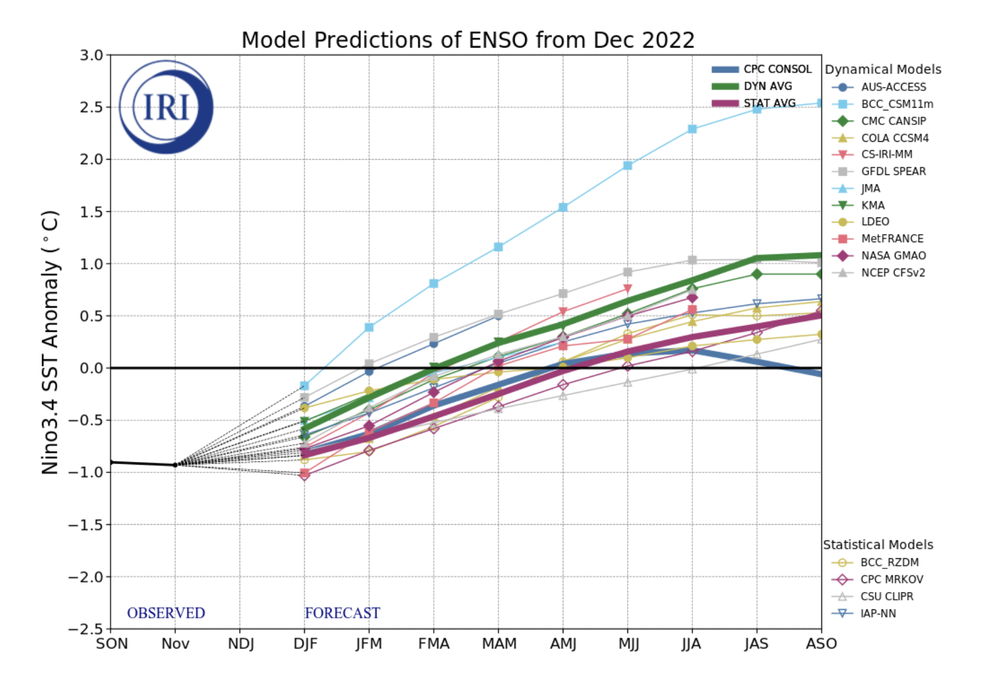 Model Predictions of ENSO from Dec 2022
3.0
2.5
2.0
1.5
1.0
0.5
0.0
−0.5
−1.0
−1.5
−2.0
−2.5
Nino3.4 SST Anomaly (°C)
IRI
CPC CONSOL
DYN AVG
STAT AVG
Dynamical Models
AUS-ACCESS
BCC_CSM11m
CMC CANSIP
COLA CCSM4
CS-IRI-MM
GFDL SPEAR
JMA
KMA
LDEO
MetFRANCE
NASA GMAO
NCEP CFSv2
Statistical Models
BCC_RZDM
CPC MRKOV
CSU CLIPR
IAP-NN
OBSERVED FORECAST
SON Nov NDJ DJF JFM FMA MAM AMJ MJJ JJA JAS ASO